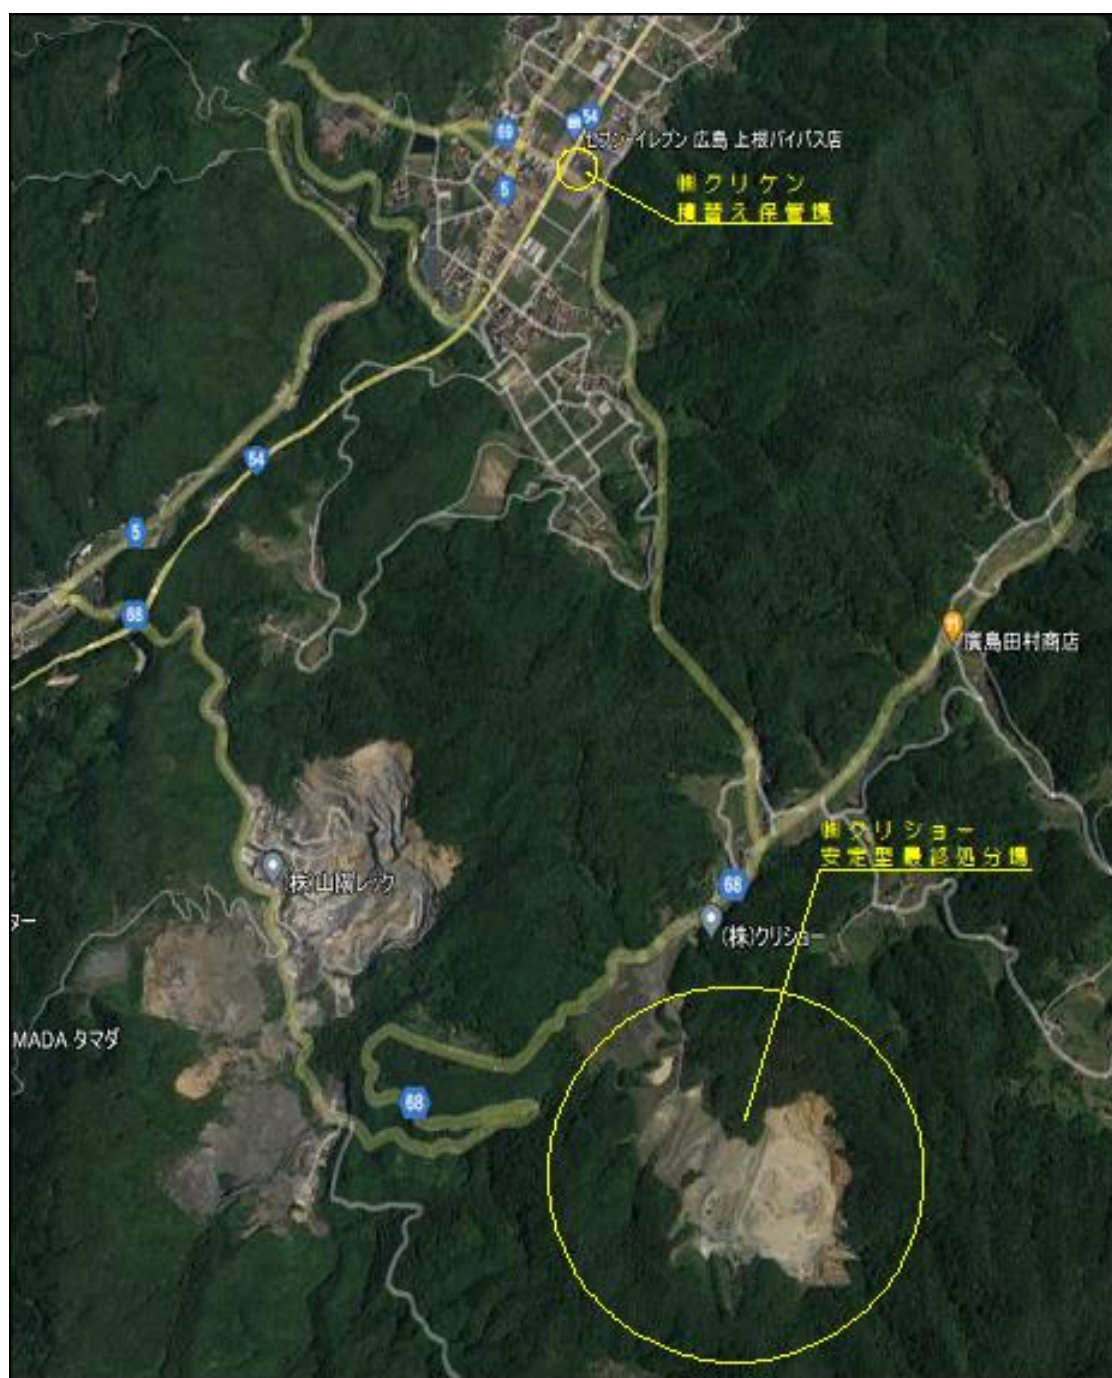 54
69
セブン-イレブン 広島 上根バイパス店
㈱クリケン
積替え保管場
5
54
5
68
廣島田村商店
㈱クリショー
安定型最終処分場
(株)山陽レック
68
(株)クリショー
ター
MADA タマダ
68